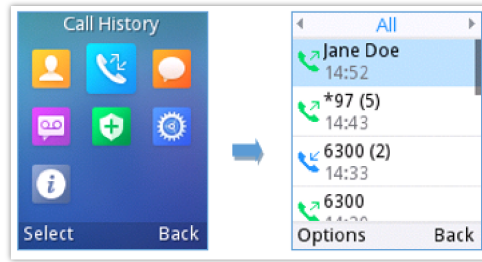 Call History
Select Back
All
Jane Doe
14:52
*97 (5)
14:43
6300 (2)
14:33
6300
Options Back